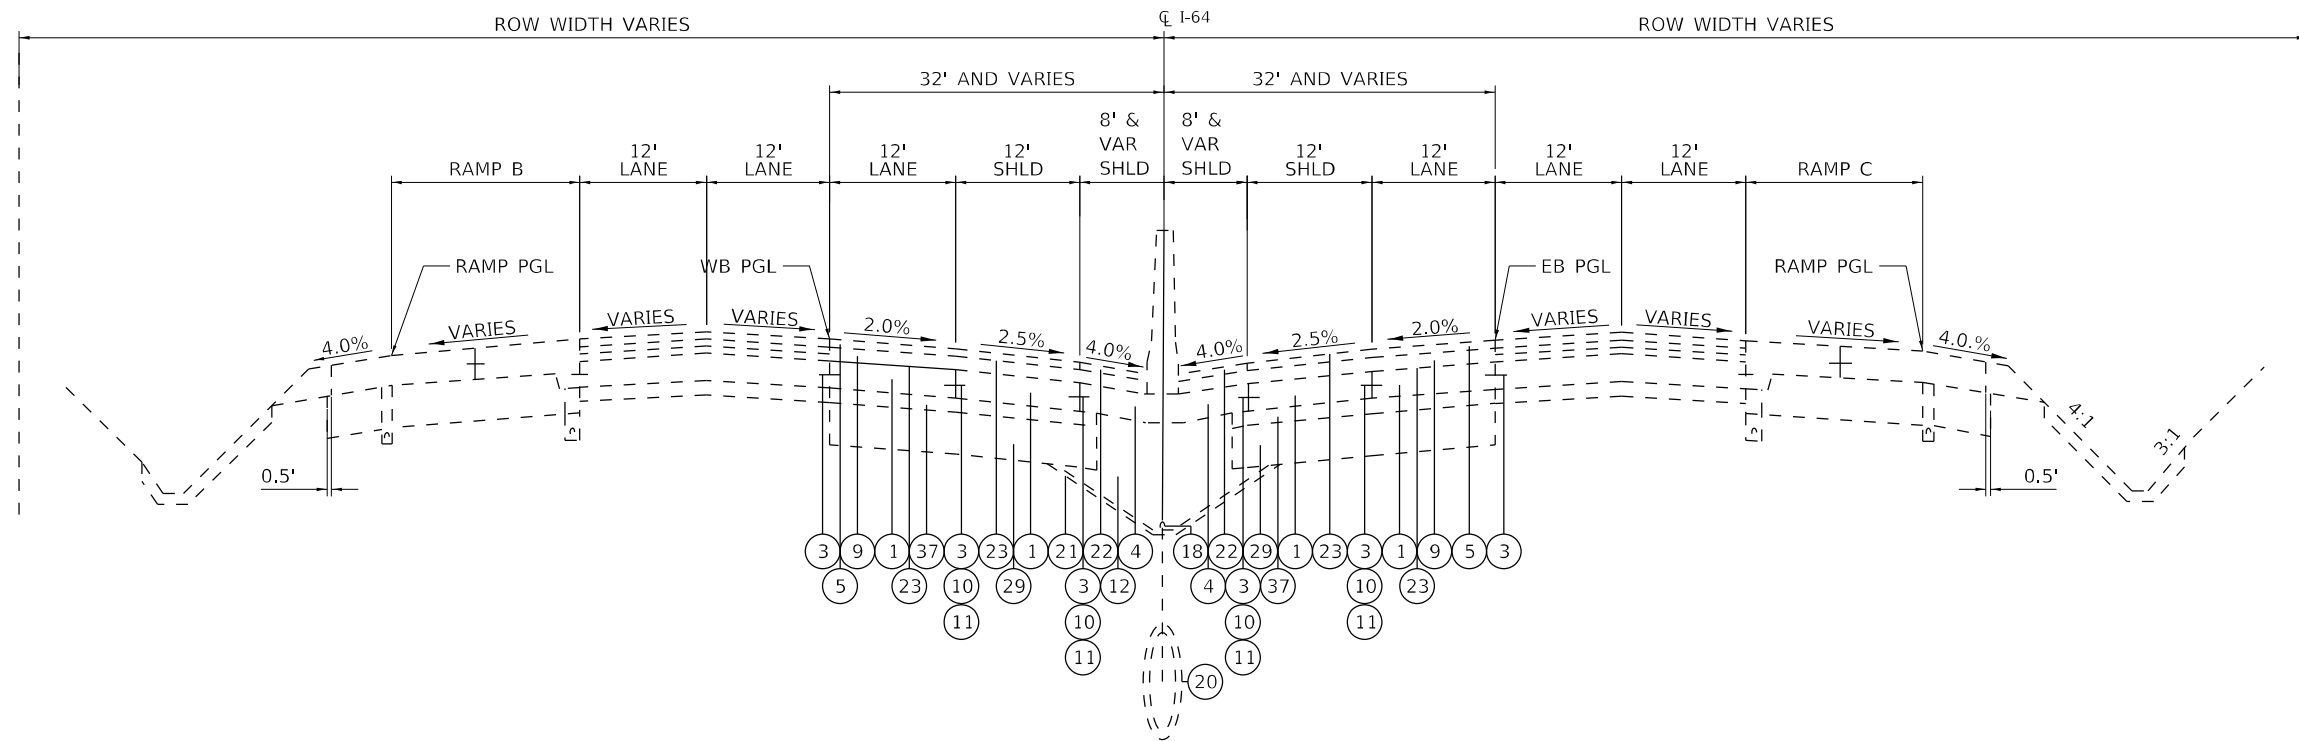 ℄ I-64
ROW WIDTH VARIES
ROW WIDTH VARIES
32' AND VARIES
32' AND VARIES
8' &
VAR
SHLD
8' &
VAR
SHLD
RAMP B
12'
LANE
12'
LANE
12'
LANE
12'
SHLD
12'
SHLD
12'
LANE
12'
LANE
12'
LANE
RAMP C
RAMP PGL
WB PGL
EB PGL
RAMP PGL
4.0%
VARIES
VARIES
VARIES
2.0%
2.5%
4.0%
4.0%
2.5%
2.0%
VARIES
VARIES
VARIES
4.0.%
4:1
3:1
0.5'
0.5'
3 9 1 37 3 23 1 21 22 4 18 22 29 1 23 3 1 9 5 3
5 23 10 29 3 12 4 3 37 10 23
11 10 10 11
11 11
20